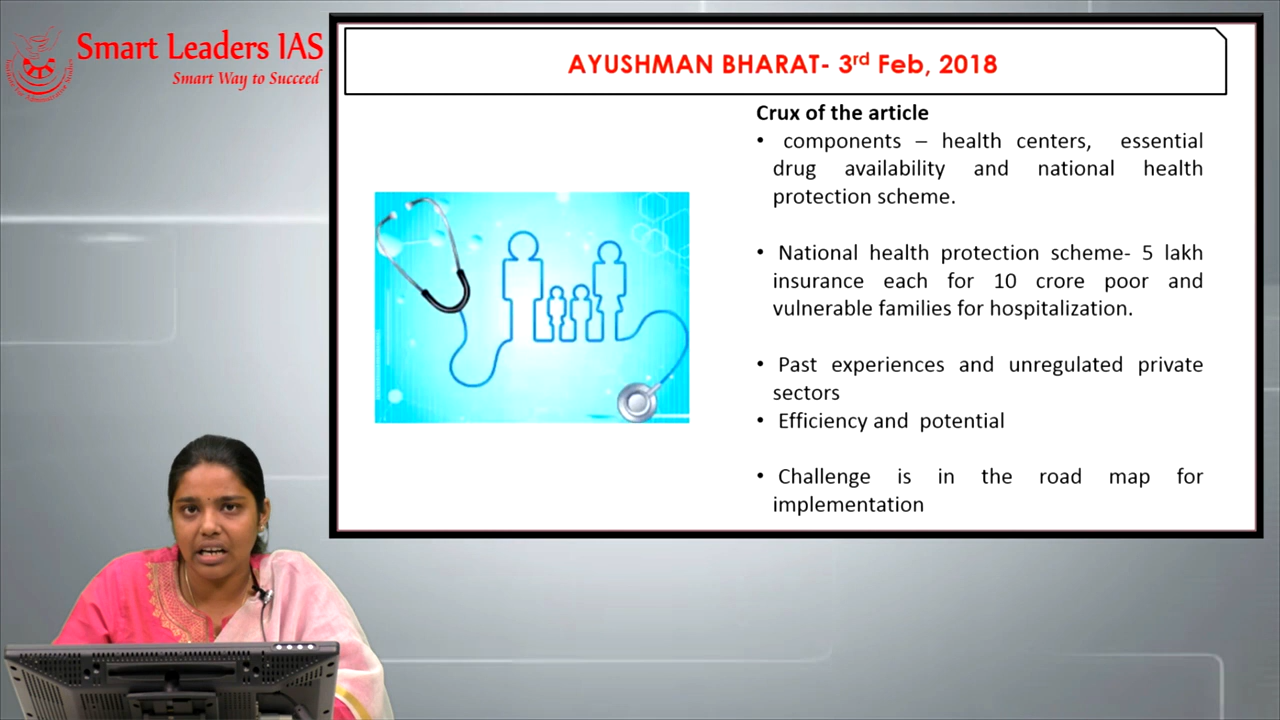 Smart Leaders IAS
Smart Way to Succeed
AYUSHMAN BHARAT- 3rd Feb, 2018
Crux of the article
• components – health centers, essential
drug availability and national health
protection scheme.
• National health protection scheme- 5 lakh
insurance each for 10 crore poor and
vulnerable families for hospitalization.
• Past experiences and unregulated private
sectors
• Efficiency and potential
• Challenge is in the road map for
implementation